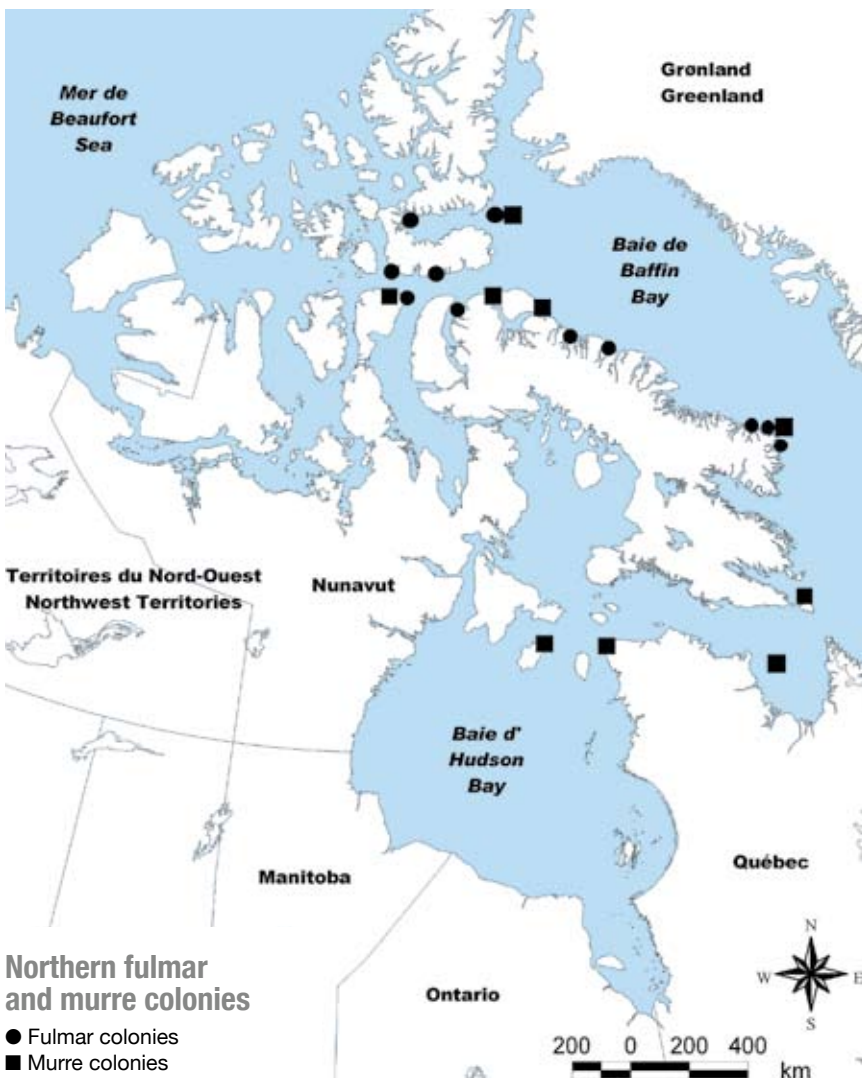 Grønland
Greenland
Mer de
Beaufort
Sea
Baie de
Baffin
Bay
Territoires du Nord-Ouest
Northwest Territories
Nunavut
Baie d'
Hudson
Bay
Québec
Manitoba
Ontario
N
W E
S
Northern fulmar
and murre colonies
● Fulmar colonies
■ Murre colonies
200 0 200 400
km